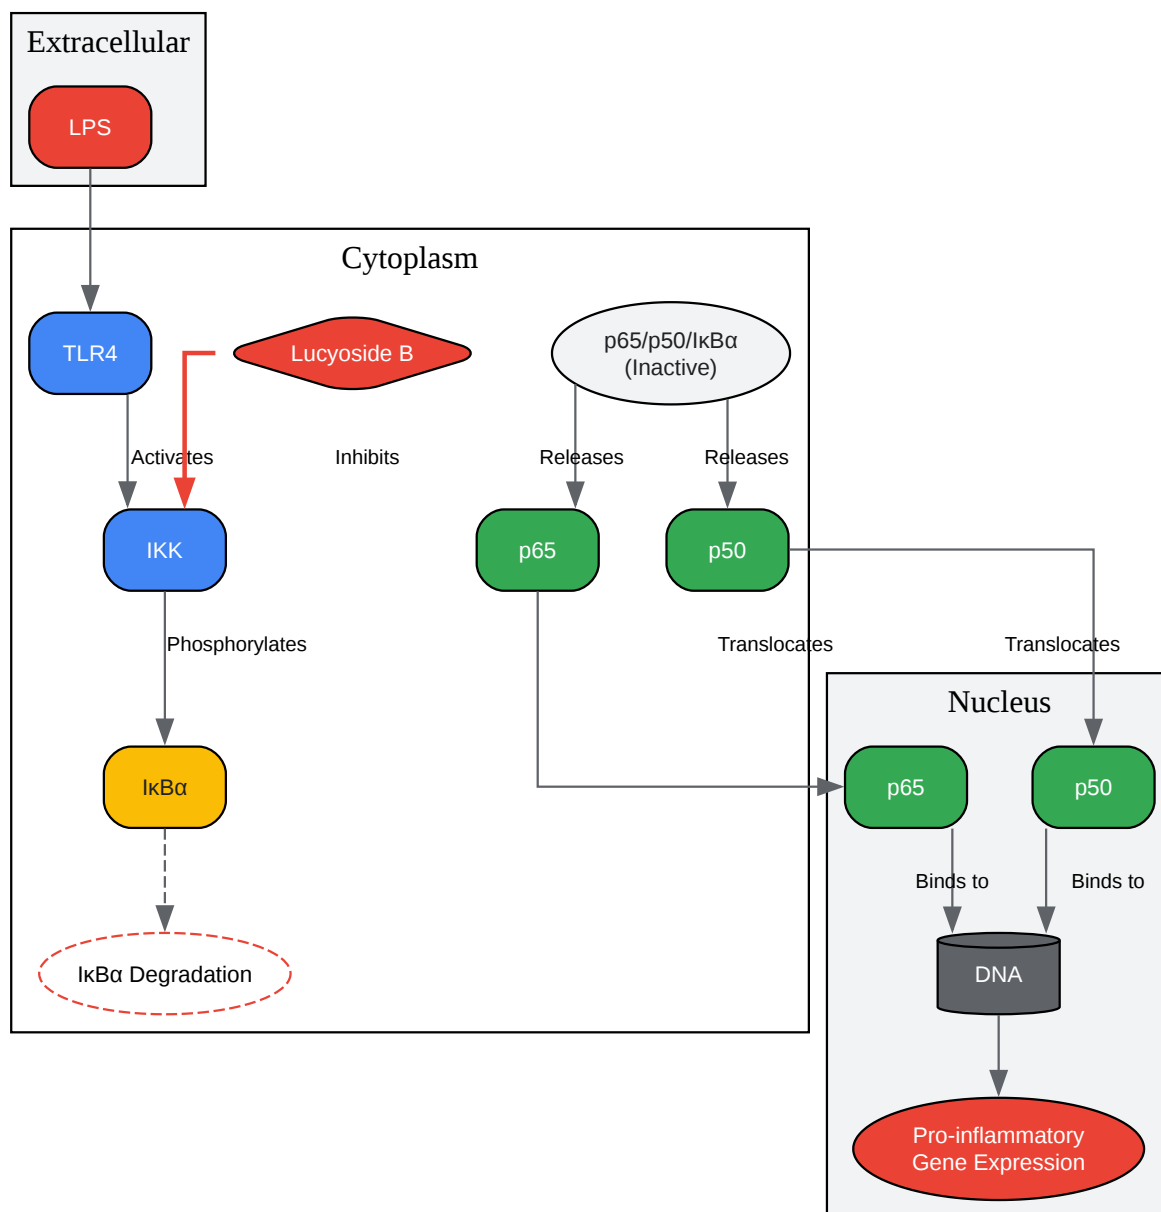 Extracellular
LPS
Cytoplasm
TLR4
Lucyoside B
p65/p50/IκBα
(Inactive)
Activates
Inhibits
Releases
Releases
IKK
p65
p50
Phosphorylates
Translocates
Translocates
Nucleus
IκBα
p65
p50
Binds to
Binds to
IκBα Degradation
DNA
Pro-inflammatory
Gene Expression